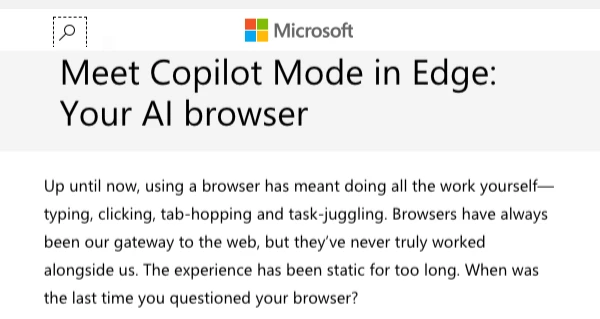 Microsoft
Meet Copilot Mode in Edge:
Your AI browser
Up until now, using a browser has meant doing all the work yourself—
typing, clicking, tab-hopping and task-juggling. Browsers have always
been our gateway to the web, but they’ve never truly worked
alongside us. The experience has been static for too long. When was
the last time you questioned your browser?